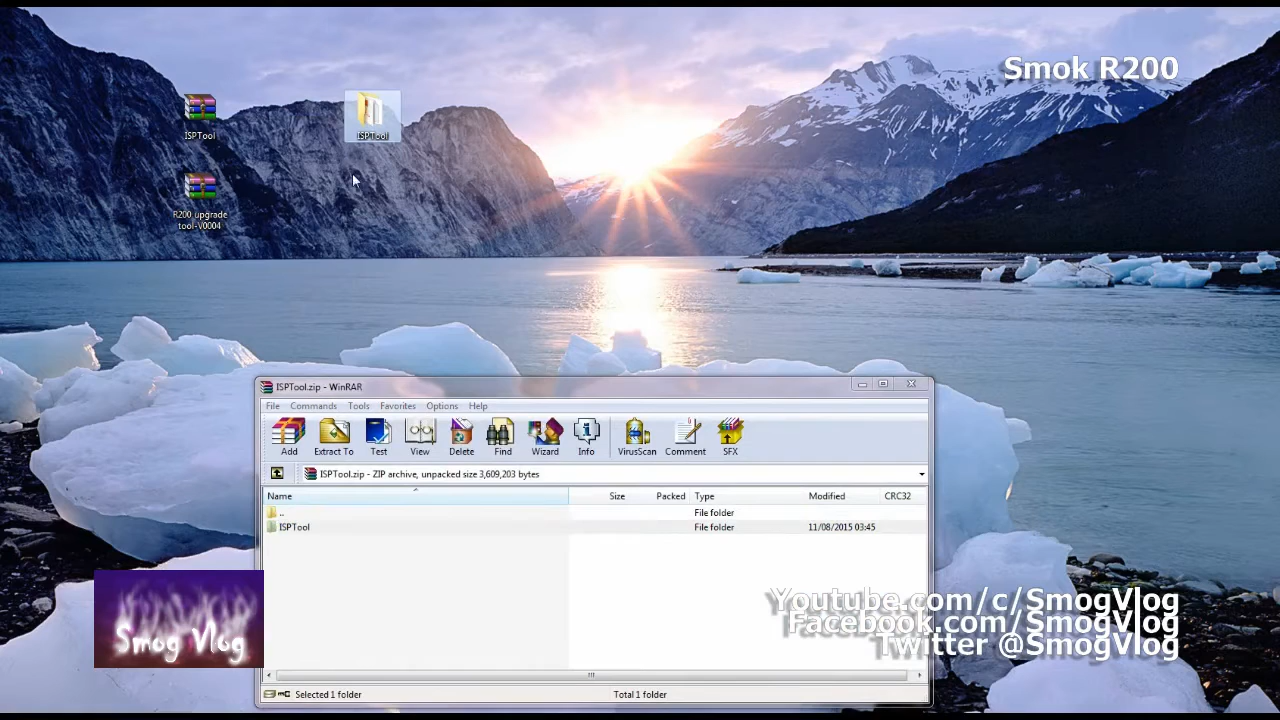 Smok R200
ISPTool
ISPTool
R200 upgrade
tool-V0004
ISPTool.zip - WinRAR
File Commands Tools Favorites Options Help
Add Extract To Test View Delete Find Wizard Info VirusScan Comment SFX
ISPTool.zip - ZIP archive, unpacked size 3,609,203 bytes
Name Size Packed Type Modified CRC32
.. File folder
ISPTool File folder 11/08/2015 03:45
Youtube.com/c/SmogVlog
Facebook.com/SmogVlog
Twitter @SmogVlog
Smog Vlog
Selected 1 folder Total 1 folder